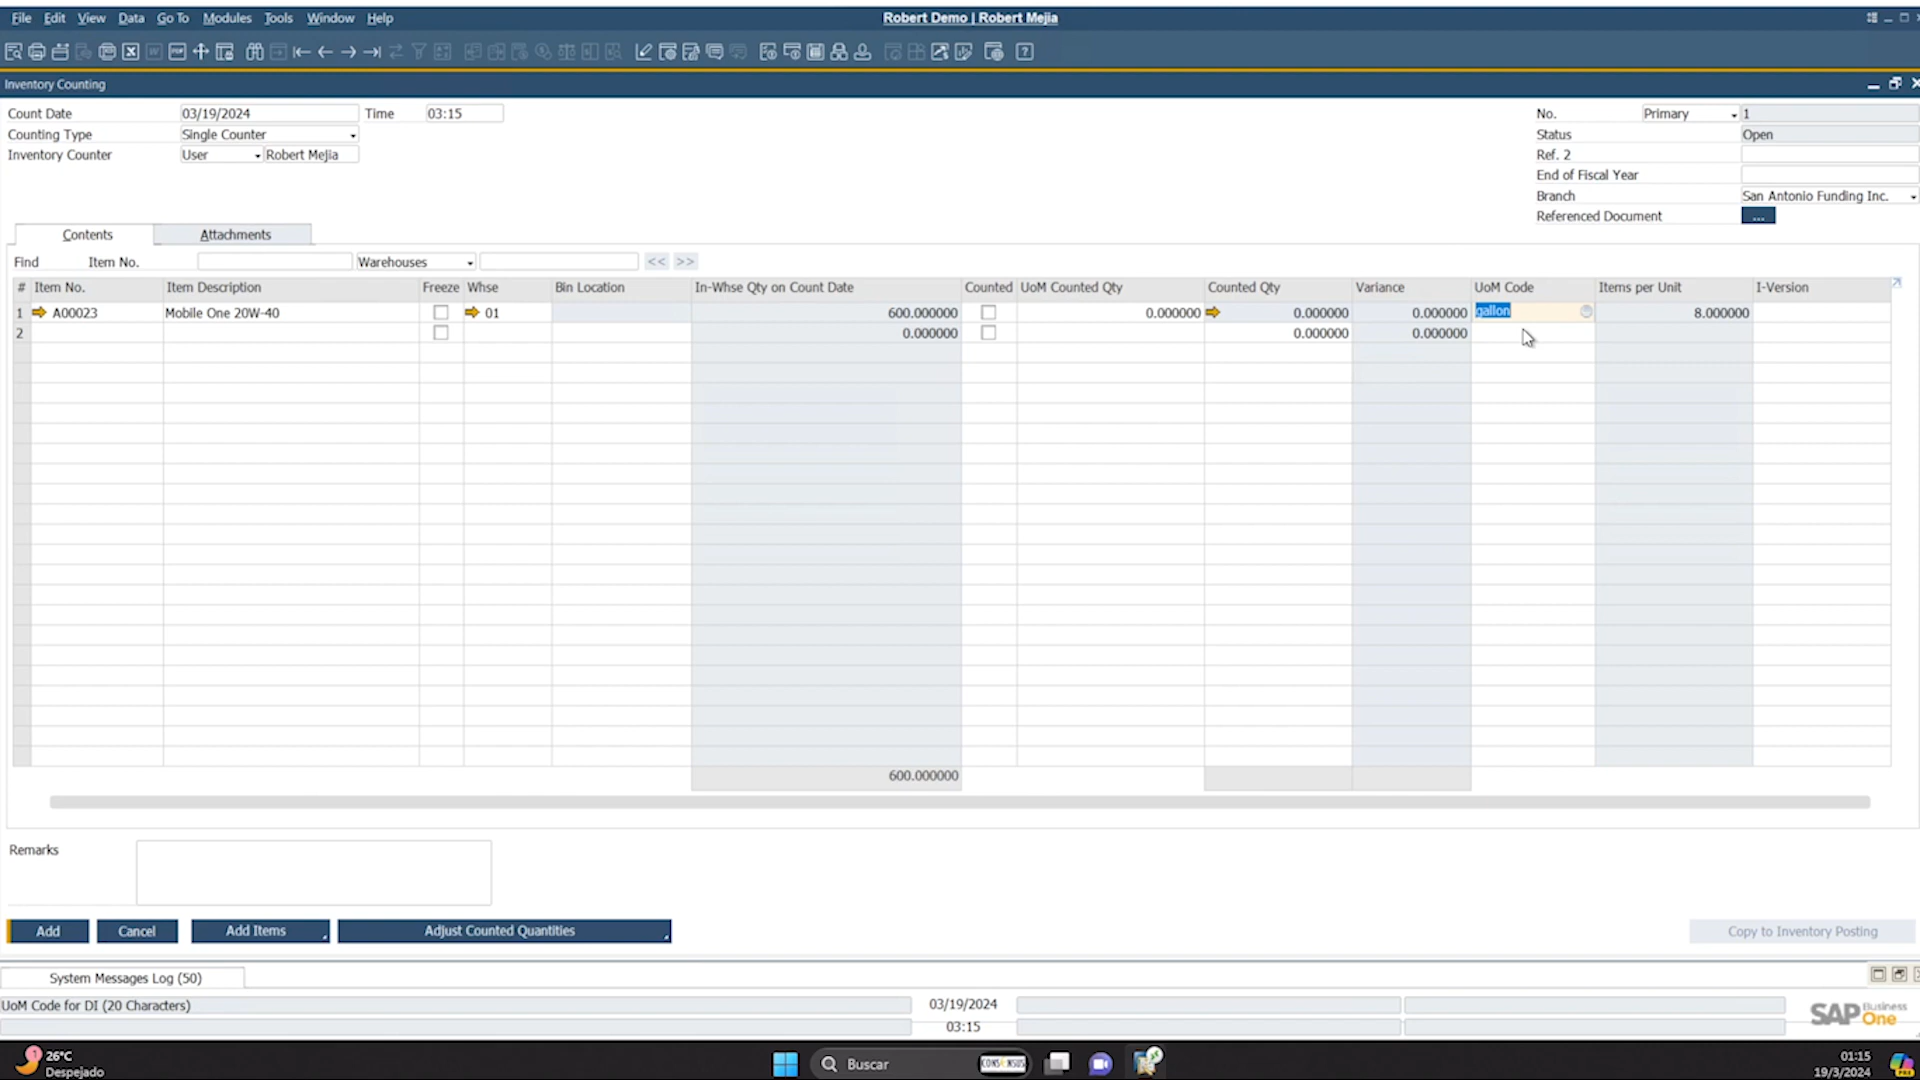 File Edit View Data Go To Modules Tools Window Help
Robert Demo | Robert Mejia
Inventory Counting
Count Date 03/19/2024 Time 03:15
Counting Type Single Counter
Inventory Counter User Robert Mejia
No. Primary 1
Status Open
Ref. 2
End of Fiscal Year
Branch San Antonio Funding Inc.
Referenced Document ...
Contents Attachments
Find Item No. Warehouses << >>
# Item No. Item Description Freeze Whse Bin Location In-Whse Qty on Count Date Counted UoM Counted Qty Counted Qty Variance UoM Code Items per Unit I-Version
1 A00023 Mobile One 20W-40 01 600.000000 0.000000 0.000000 0.000000 gallon 8.000000
2 0.000000 0.000000 0.000000
600.000000
Remarks
Add Cancel Add Items Adjust Counted Quantities Copy to Inventory Posting
System Messages Log (50)
UoM Code for DI (20 Characters) 03/19/2024
03:15
SAP Business One
1 26°C
Despejado
Buscar
CONSENSUS
01:15
19/3/2024